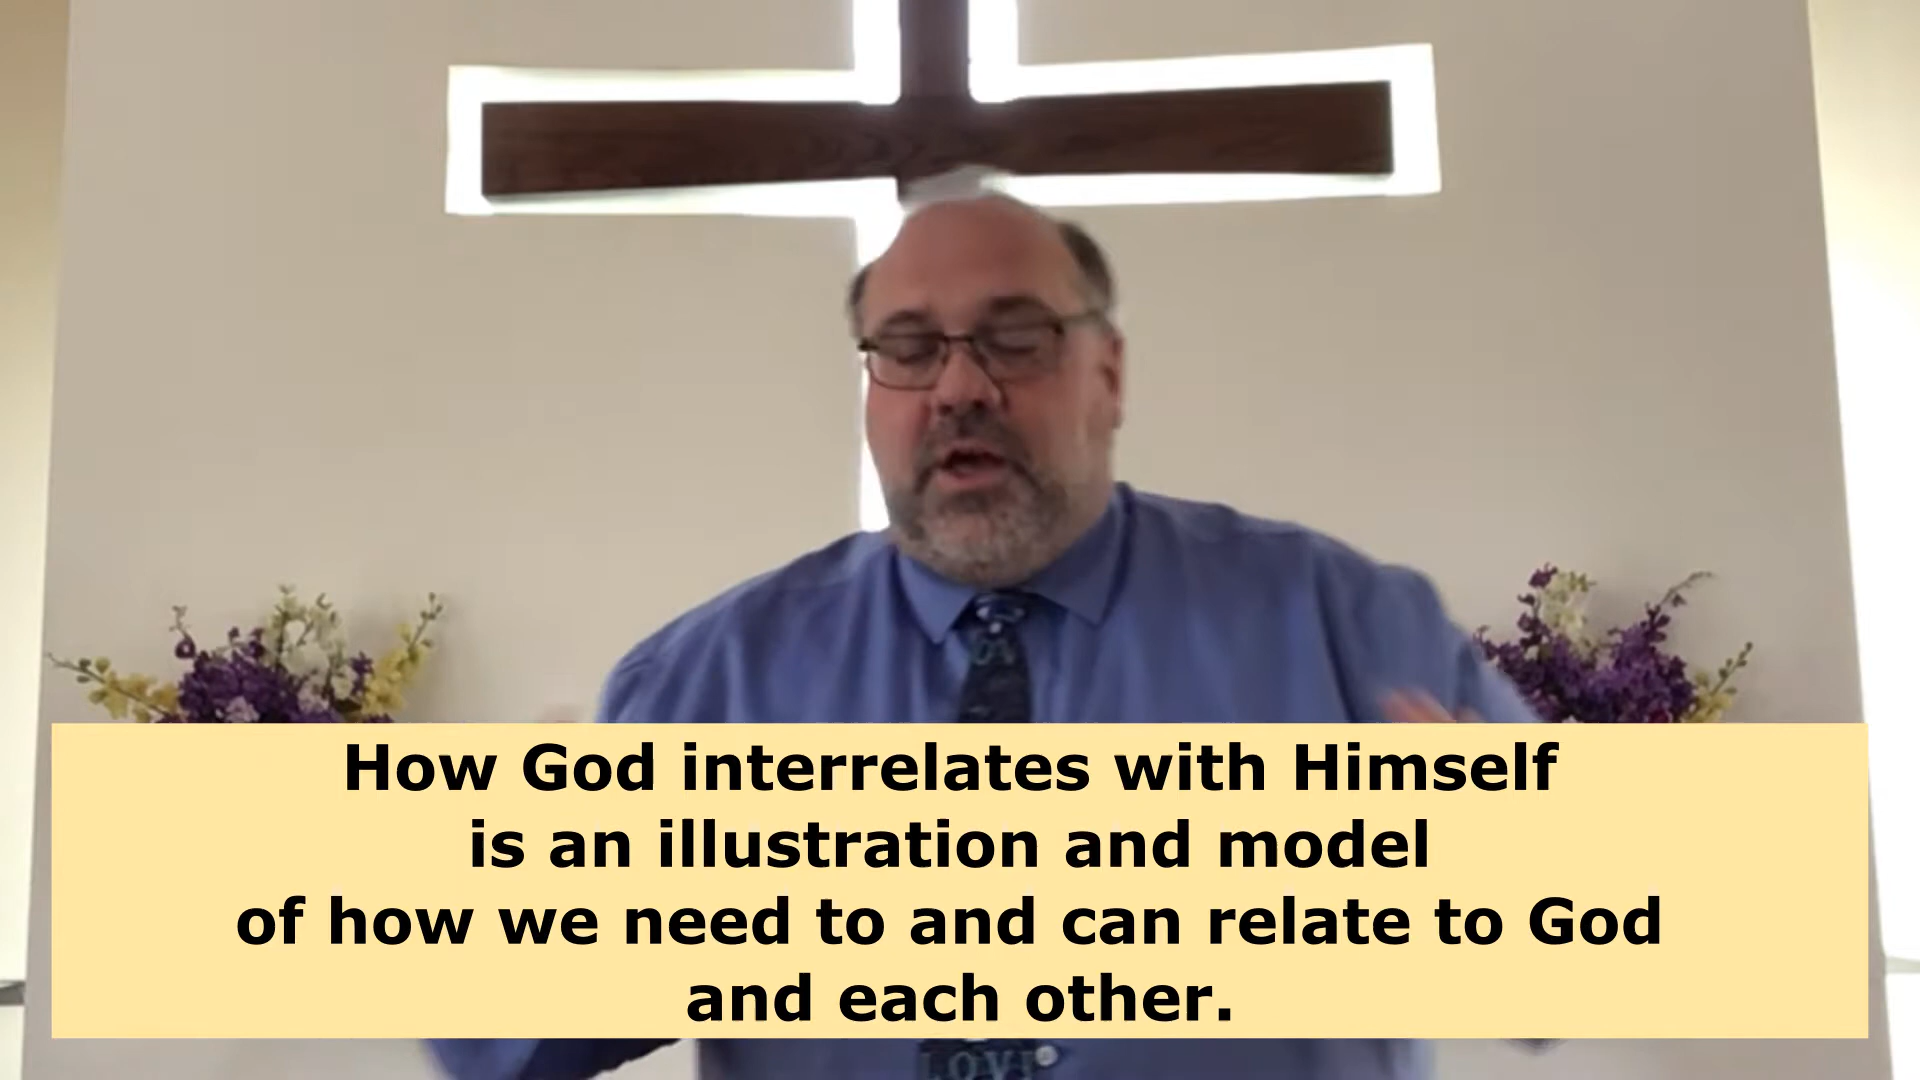 How God interrelates with Himself
is an illustration and model
of how we need to and can relate to God
and each other.
LOVE